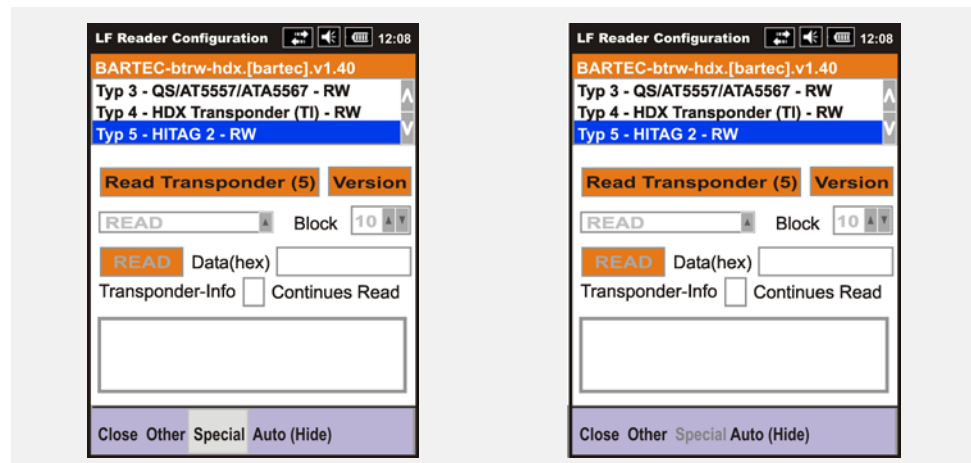 LF Reader Configuration 12:08
BARTEC-btrw-hdx.[bartec].v1.40
Typ 3 - QS/AT5557/ATA5567 - RW
Typ 4 - HDX Transponder (TI) - RW
Typ 5 - HITAG 2 - RW
Read Transponder (5) Version
READ Block 10
READ Data(hex)
Transponder-Info Continues Read
Close Other Special Auto (Hide)
LF Reader Configuration 12:08
BARTEC-btrw-hdx.[bartec].v1.40
Typ 3 - QS/AT5557/ATA5567 - RW
Typ 4 - HDX Transponder (TI) - RW
Typ 5 - HITAG 2 - RW
Read Transponder (5) Version
READ Block 10
READ Data(hex)
Transponder-Info Continues Read
Close Other Special Auto (Hide)